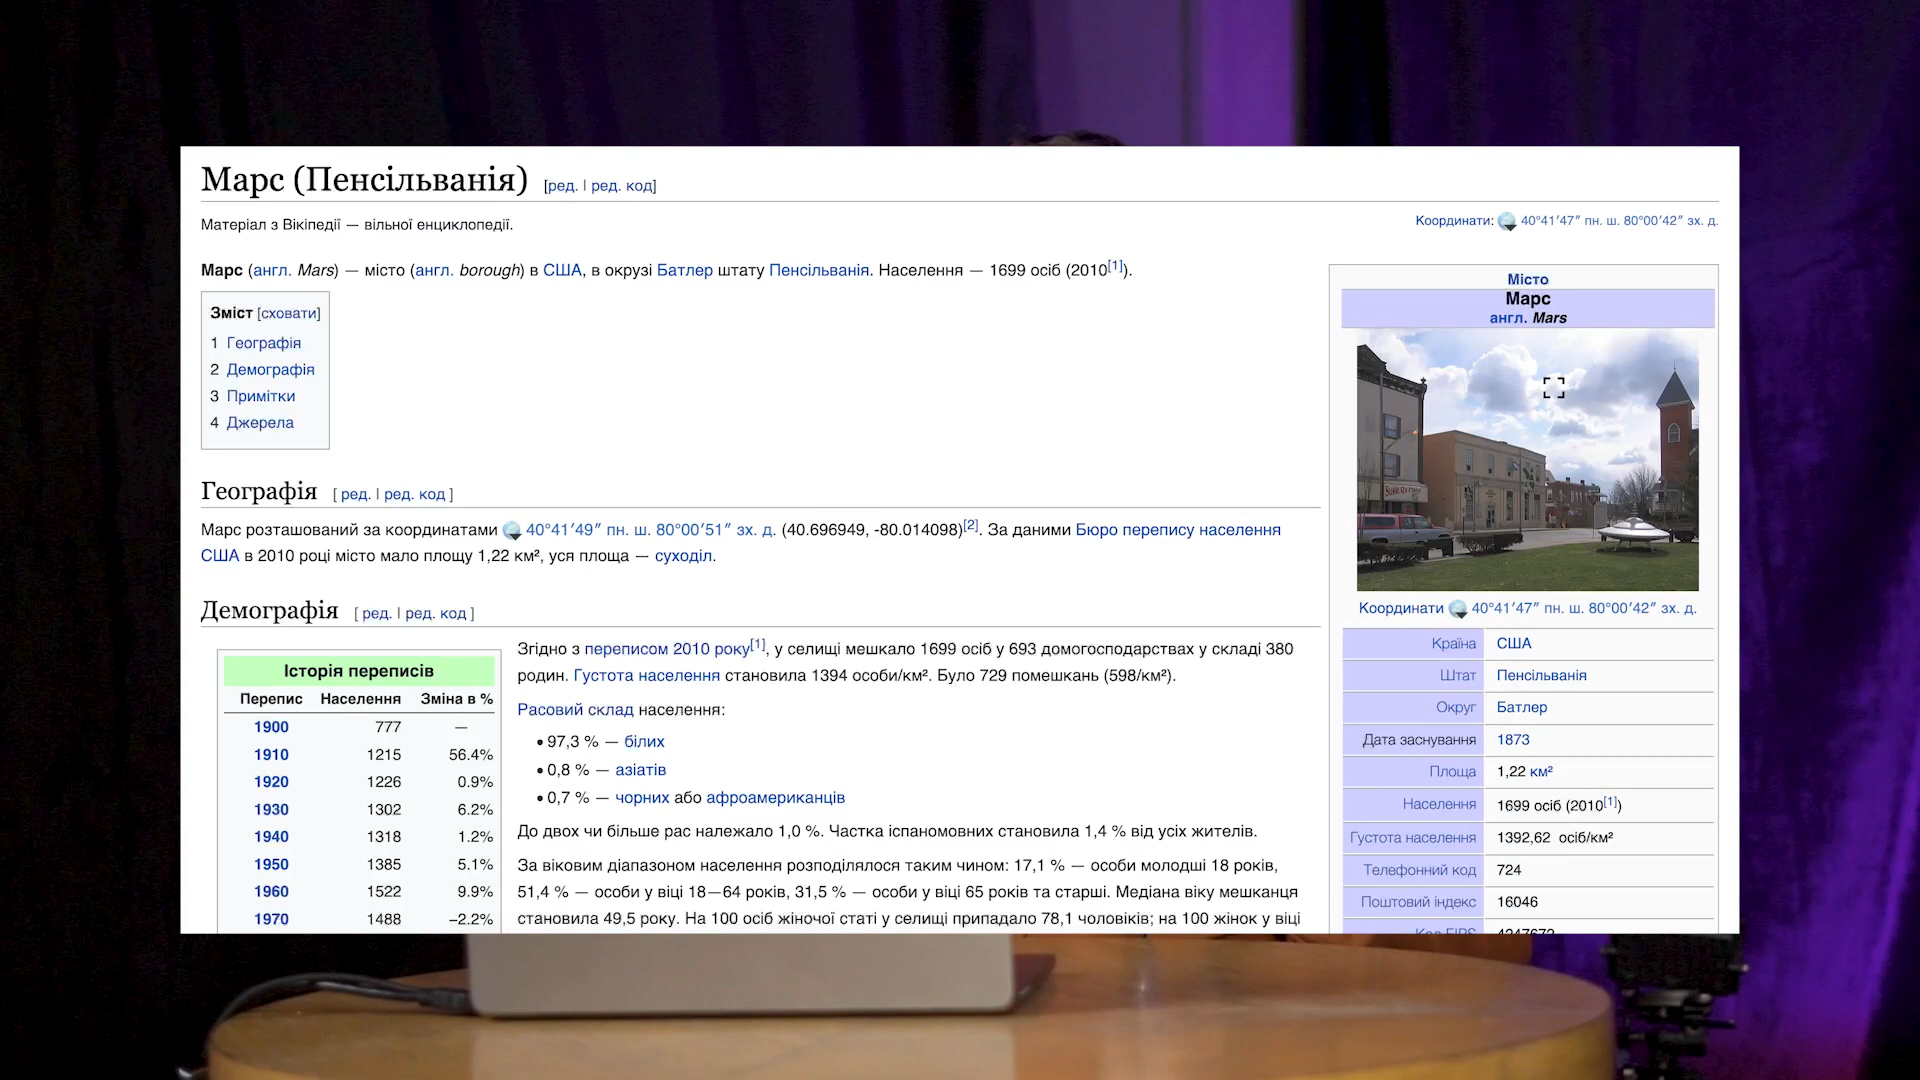 Марс (Пенсільванія) [ред. | ред. код]
Матеріал з Вікіпедії — вільної енциклопедії.
Координати: 40°41′47″ пн. ш. 80°00′42″ зх. д.
Марс (англ. Mars) — місто (англ. borough) в США, в окрузі Батлер штату Пенсільванія. Населення — 1699 осіб (2010[1]).
Зміст [сховати]
1 Географія
2 Демографія
3 Примітки
4 Джерела
Географія [ ред. | ред. код ]
Марс розташований за координатами 40°41′49″ пн. ш. 80°00′51″ зх. д. (40.696949, -80.014098)[2]. За даними Бюро перепису населення
США в 2010 році місто мало площу 1,22 км², уся площа — суходіл.
Демографія [ ред. | ред. код ]
Історія переписів
Перепис Населення Зміна в %
1900 777 —
1910 1215 56.4%
1920 1226 0.9%
1930 1302 6.2%
1940 1318 1.2%
1950 1385 5.1%
1960 1522 9.9%
1970 1488 −2.2%
Згідно з переписом 2010 року[1], у селищі мешкало 1699 осіб у 693 домогосподарствах у складі 380
родин. Густота населення становила 1394 особи/км². Було 729 помешкань (598/км²).
Расовий склад населення:
• 97,3 % — білих
• 0,8 % — азіатів
• 0,7 % — чорних або афроамериканців
До двох чи більше рас належало 1,0 %. Частка іспаномовних становила 1,4 % від усіх жителів.
За віковим діапазоном населення розподілялося таким чином: 17,1 % — особи молодші 18 років,
51,4 % — особи у віці 18—64 років, 31,5 % — особи у віці 65 років та старші. Медіана віку мешканця
становила 49,5 року. На 100 осіб жіночої статі у селищі припадало 78,1 чоловіків; на 100 жінок у віці
Місто
Марс
англ. Mars
Координати 40°41′47″ пн. ш. 80°00′42″ зх. д.
Країна США
Штат Пенсільванія
Округ Батлер
Дата заснування 1873
Площа 1,22 км²
Населення 1699 осіб (2010[1])
Густота населення 1392,62 осіб/км²
Телефонний код 724
Поштовий індекс 16046
Код FIPS 4247672